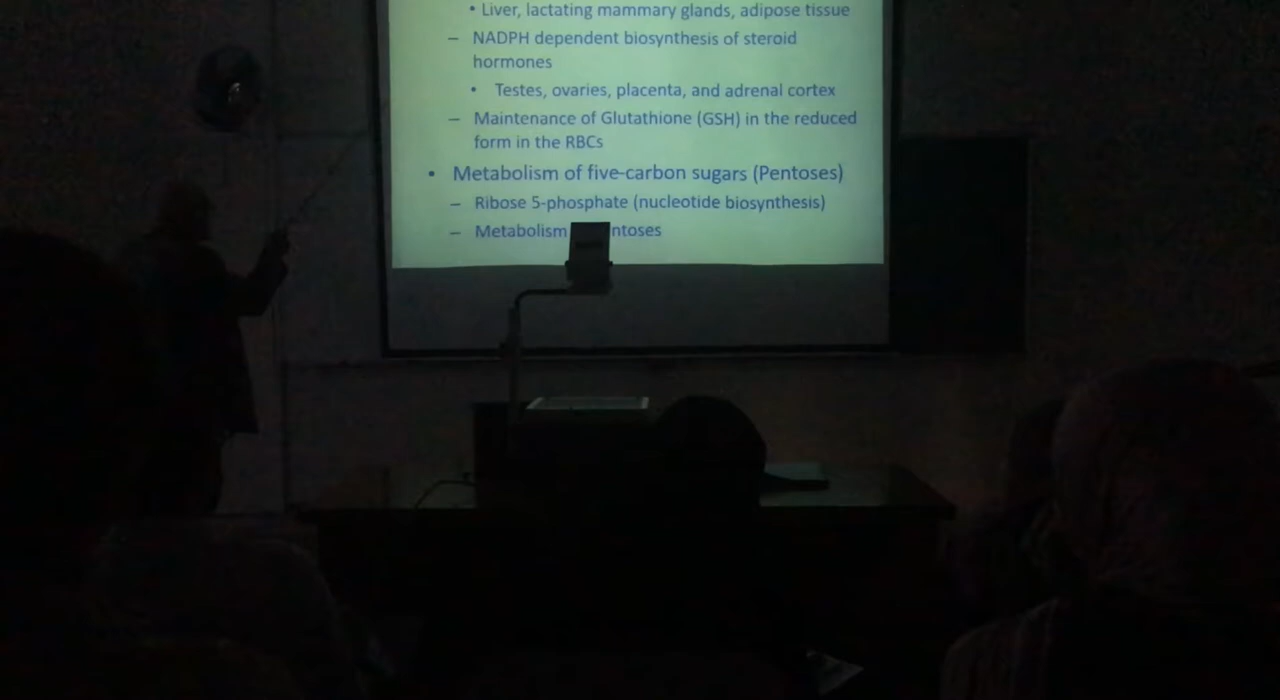 • Liver, lactating mammary glands, adipose tissue
– NADPH dependent biosynthesis of steroid
hormones
• Testes, ovaries, placenta, and adrenal cortex
– Maintenance of Glutathione (GSH) in the reduced
form in the RBCs
• Metabolism of five-carbon sugars (Pentoses)
– Ribose 5-phosphate (nucleotide biosynthesis)
– Metabolism ntoses